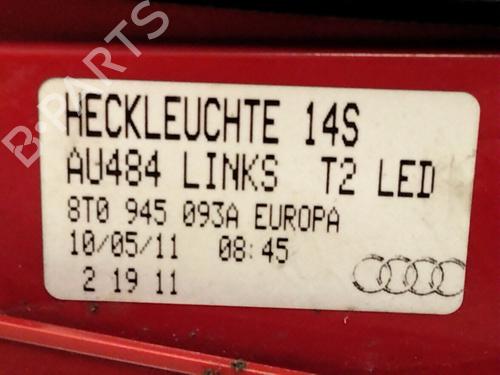 HECKLEUCHTE 14S
AU484 LINKS T2 LED
8T0 945 093A EUROPA
10/05/11 08:45
2 19 11
B-PARTS